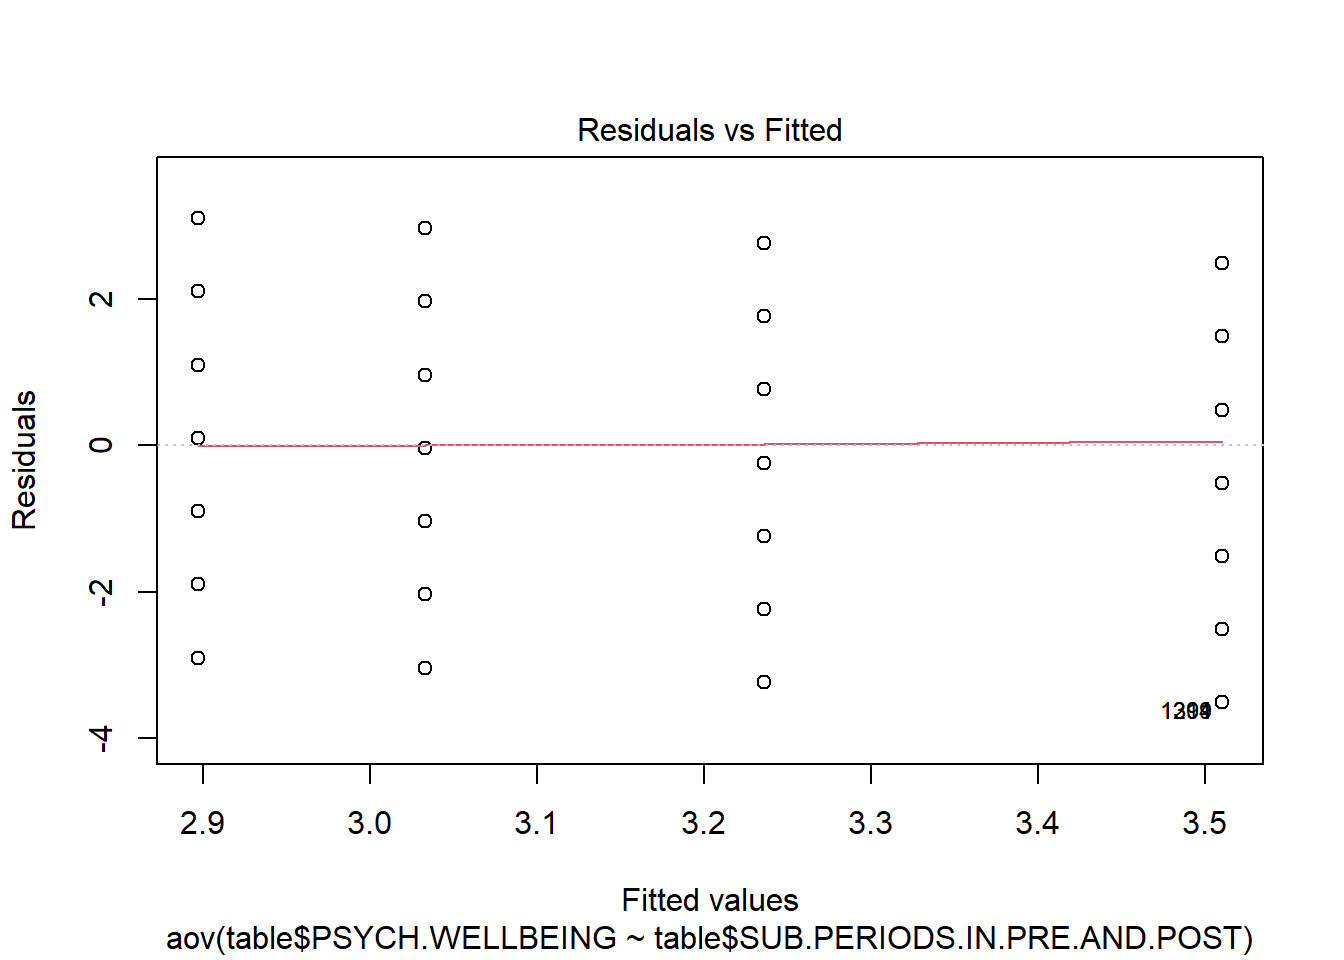 Residuals vs Fitted
Residuals
2
0
-2
-4
2.9 3.0 3.1 3.2 3.3 3.4 3.5
Fitted values
aov(table$PSYCH.WELLBEING ~ table$SUB.PERIODS.IN.PRE.AND.POST)